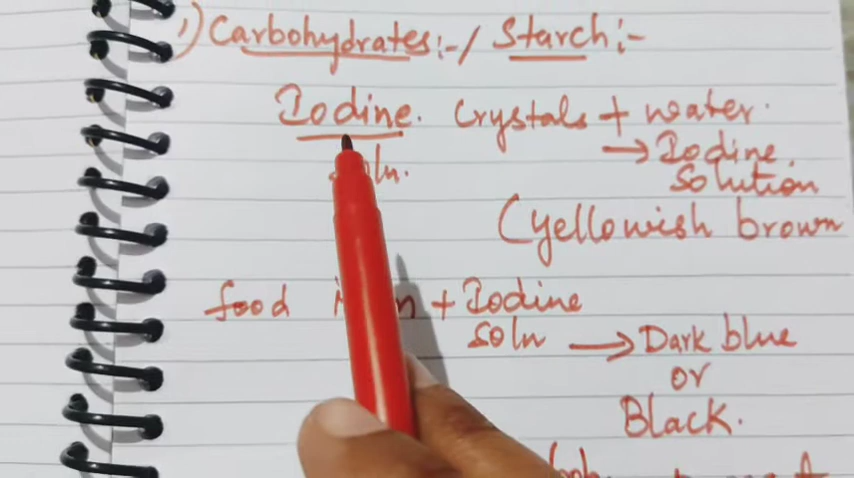 1) Carbohydrates:-/ Starch:-
Iodine. Crystals + water.
soln. → Iodine.
Solution
(yellowish brown
food + Iodine
soln → Dark blue
or
Black.